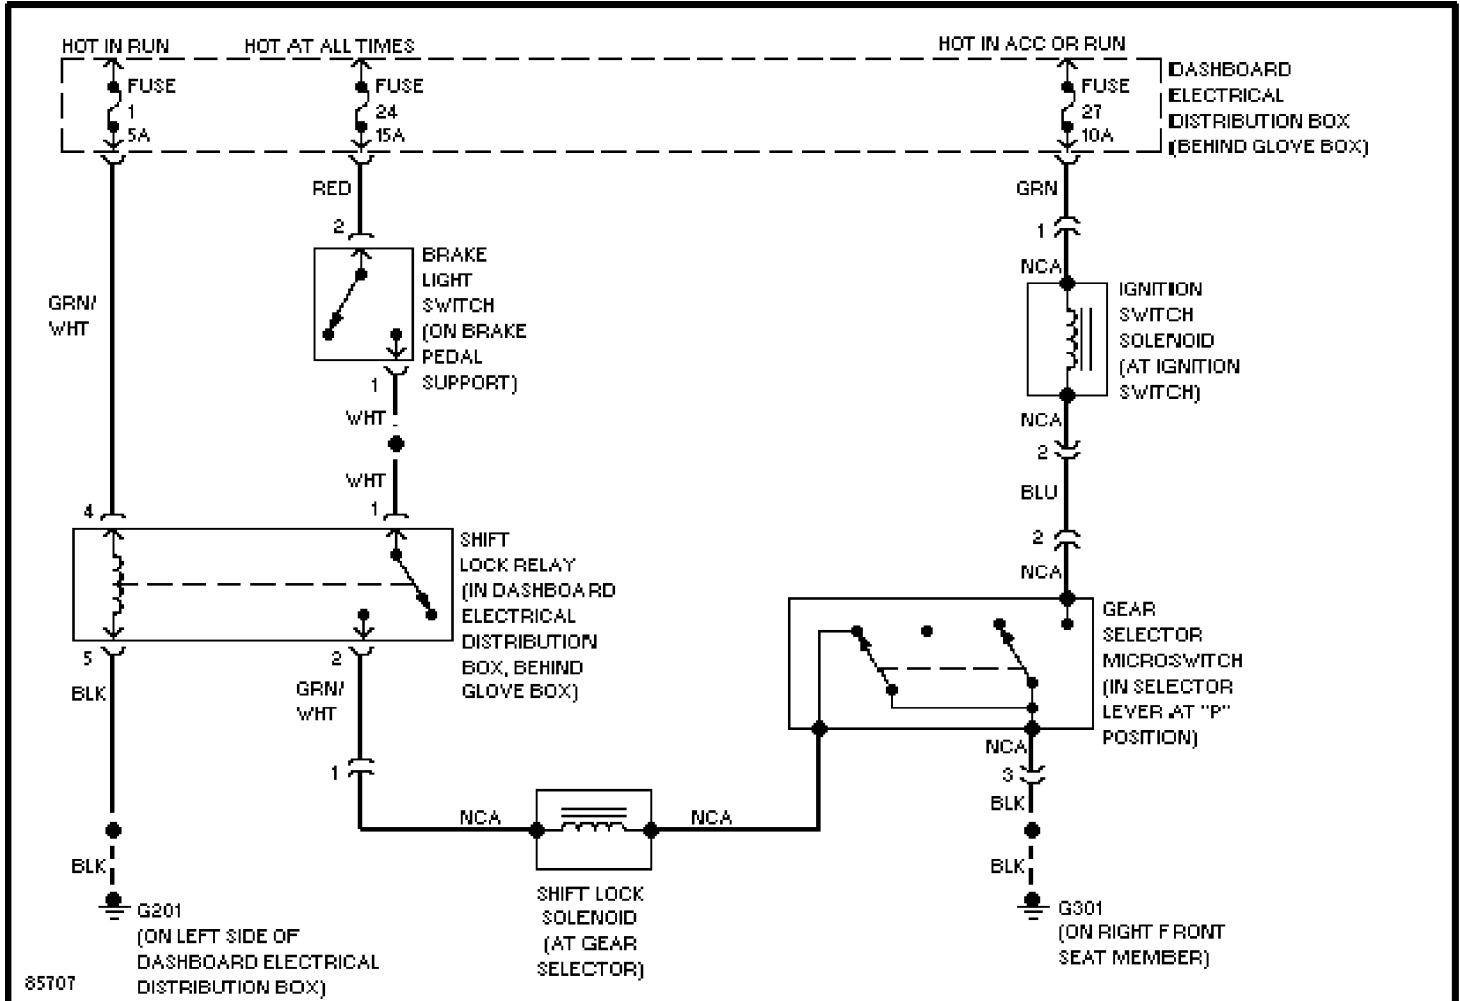 HOT IN RUN
HOT AT ALL TIMES
HOT IN ACC OR RUN
FUSE
1
5A
FUSE
24
15A
FUSE
27
10A
DASHBOARD
ELECTRICAL
DISTRIBUTION BOX
(BEHIND GLOVE BOX)
RED
2
BRAKE
LIGHT
SWITCH
(ON BRAKE
PEDAL
SUPPORT)
GRN/
WHT
1
WHT
WHT
GRN
1
NCA
IGNITION
SWITCH
SOLENOID
(AT IGNITION
SWITCH)
NCA
2
BLU
2
NCA
4
1
SHIFT
LOCK RELAY
(IN DASHBOARD
ELECTRICAL
DISTRIBUTION
BOX, BEHIND
GLOVE BOX)
5
BLK
2
GRN/
WHT
1
GEAR
SELECTOR
MICROSWITCH
(IN SELECTOR
LEVER AT "P"
POSITION)
NCA
3
BLK
NCA
NCA
BLK
BLK
SHIFT LOCK
SOLENOID
(AT GEAR
SELECTOR)
G201
(ON LEFT SIDE OF
DASHBOARD ELECTRICAL
DISTRIBUTION BOX)
G301
(ON RIGHT FRONT
SEAT MEMBER)
85707